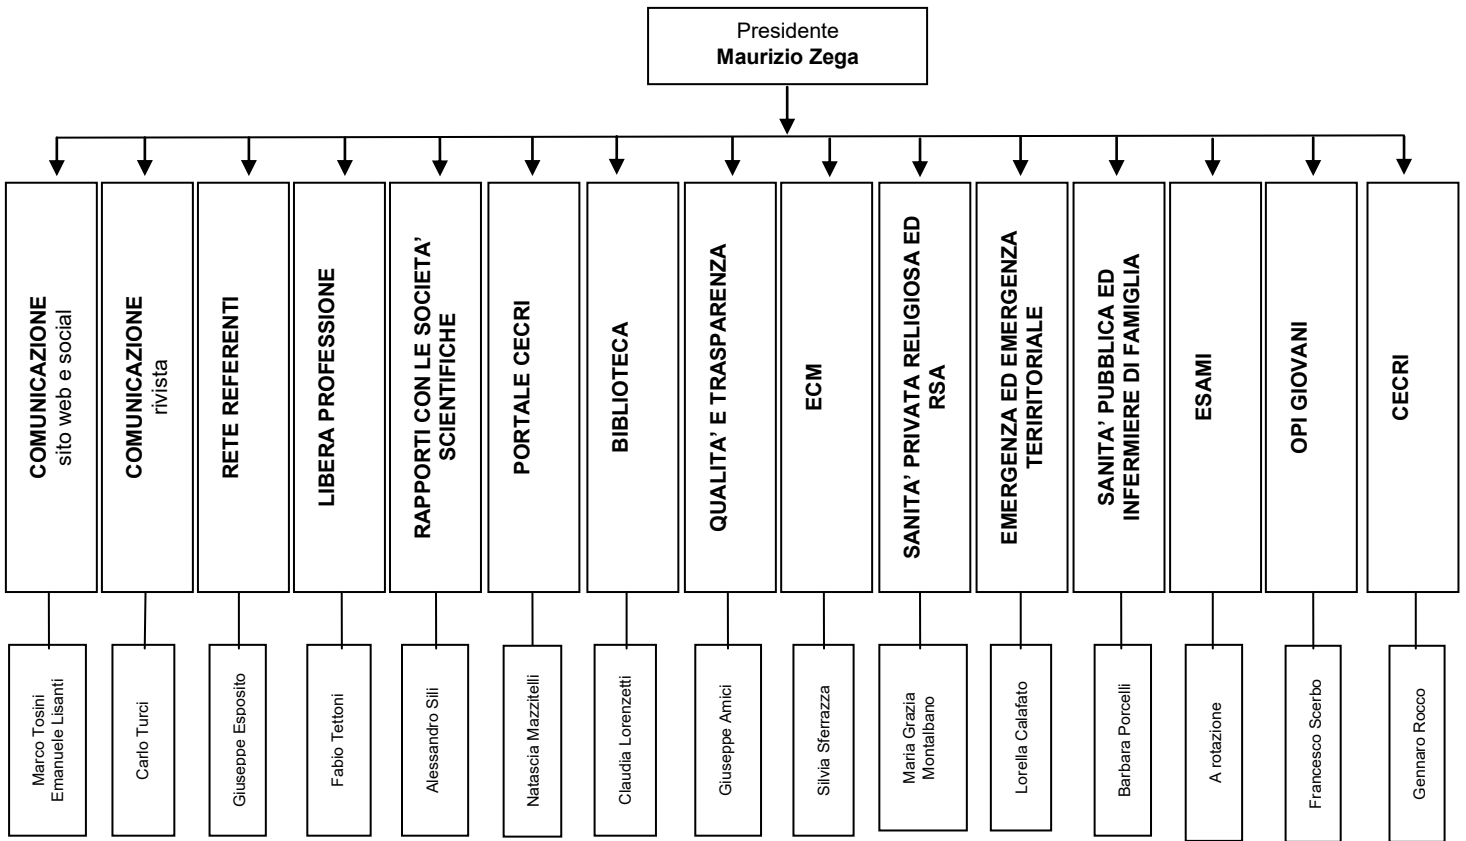 Presidente
Maurizio Zega
COMUNICAZIONE
sito web e social
COMUNICAZIONE
rivista
RETE REFERENTI
LIBERA PROFESSIONE
RAPPORTI CON LE SOCIETA’
SCIENTIFICHE
PORTALE CECRI
BIBLIOTECA
QUALITA’ E TRASPARENZA
ECM
SANITA’ PRIVATA RELIGIOSA ED
RSA
EMERGENZA ED EMERGENZA
TERIRITORIALE
SANITA’ PUBBLICA ED
INFERMIERE DI FAMIGLIA
ESAMI
OPI GIOVANI
CECRI
Marco Tosini
Emanuele Lisanti
Carlo Turci
Giuseppe Esposito
Fabio Tettoni
Alessandro Sili
Natascia Mazzitelli
Claudia Lorenzetti
Giuseppe Amici
Silvia Sferrazza
Maria Grazia
Montalbano
Lorella Calafato
Barbara Porcelli
A rotazione
Francesco Scerbo
Gennaro Rocco